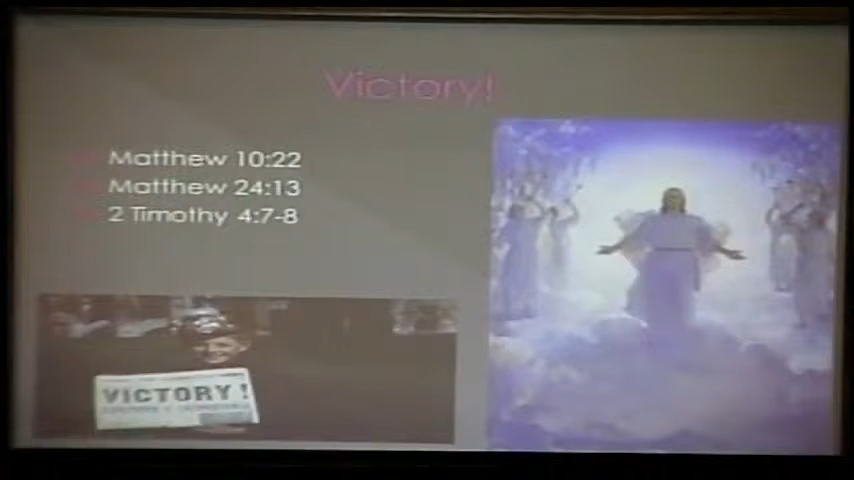 Victory!
Matthew 10:22
Matthew 24:13
2 Timothy 4:7-8
VICTORY!